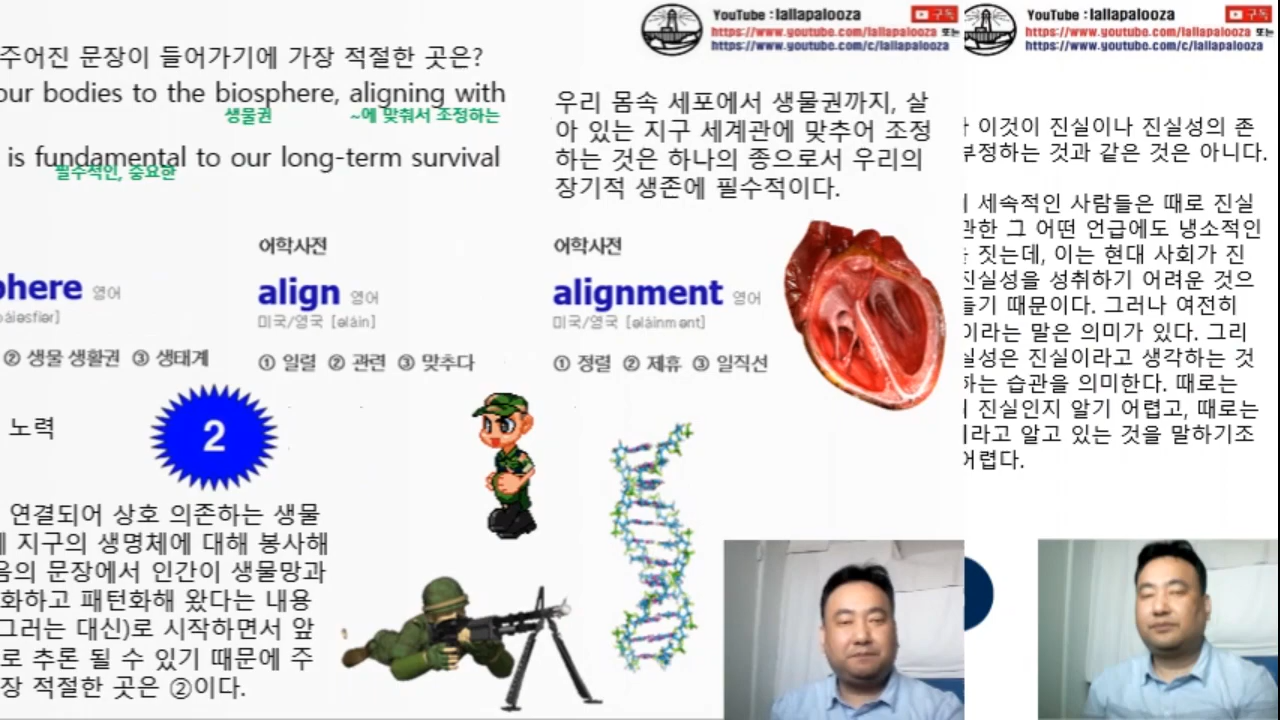 YouTube : lallapalooza 구독
https://www.youtube.com/lallapalooza 또는
https://www.youtube.com/c/lallapalooza
YouTube : lallapalooza 구독
https://www.youtube.com/lallapalooza 또는
https://www.youtube.com/c/lallapalooza
주어진 문장이 들어가기에 가장 적절한 곳은?
our bodies to the biosphere, aligning with
생물권 ~에 맞춰서 조정하는
is fundamental to our long-term survival
필수적인, 중요한
우리 몸속 세포에서 생물권까지, 살
아 있는 지구 세계관에 맞추어 조정
하는 것은 하나의 종으로서 우리의
장기적 생존에 필수적이다.
phere 영어
② 생물 생활권 ③ 생태계
어학사전
align 영어
미국/영국 [əláin]
① 일렬 ② 관련 ③ 맞추다
어학사전
alignment 영어
미국/영국 [əláinmənt]
① 정렬 ② 제휴 ③ 일직선
노력
2
연결되어 상호 의존하는 생물
지구의 생명체에 대해 봉사해
음의 문장에서 인간이 생물망과
화하고 패턴화해 왔다는 내용
그러는 대신)로 시작하면서 앞
로 추론 될 수 있기 때문에 주
장 적절한 곳은 ②이다.
이것이 진실이나 진실성의 존
부정하는 것과 같은 것은 아니다.
세속적인 사람들은 때로 진실
관한 그 어떤 언급에도 냉소적인
짓는데, 이는 현대 사회가 진
진실성을 성취하기 어려운 것으
들기 때문이다. 그러나 여전히
이라는 말은 의미가 있다. 그리
실성은 진실이라고 생각하는 것
하는 습관을 의미한다. 때로는
진실인지 알기 어렵고, 때로는
라고 알고 있는 것을 말하기조
어렵다.